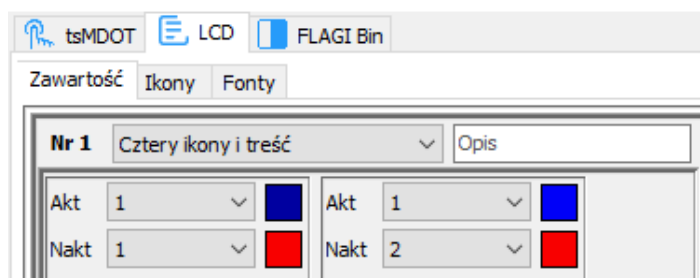 tsMDOT LCD FLAGI Bin
Zawartość Ikony Fonty
Nr 1 Cztery ikony i treść Opis
Akt 1 Akt 1
Nakt 1 Nakt 2